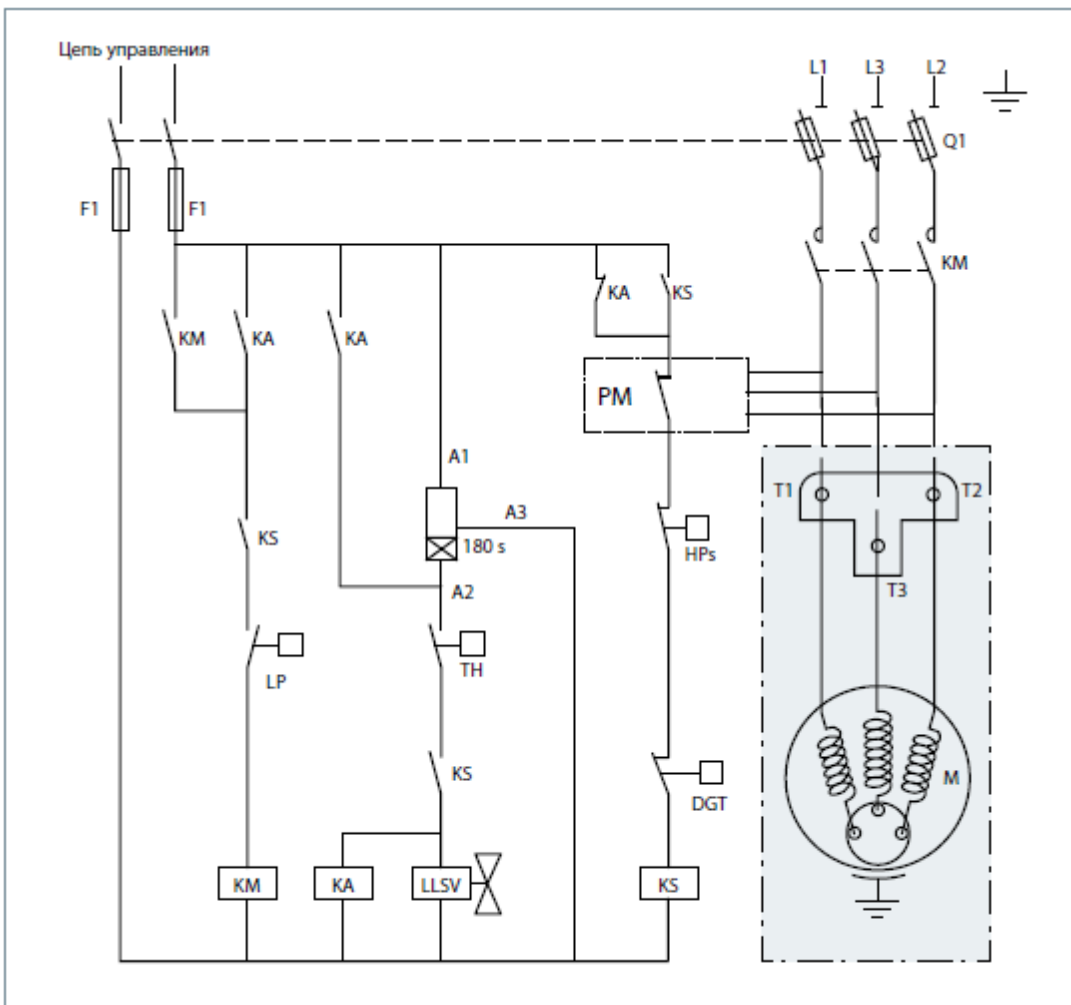 Цепь управления
L1 L3 L2
Q1
F1 F1
KM
KA KS
KM KA KA
PM
A1
T1 T2
A3
KS 180 s
HPs
A2
T3
TH
LP
KS
M
DGT
KM KA LLSV KS